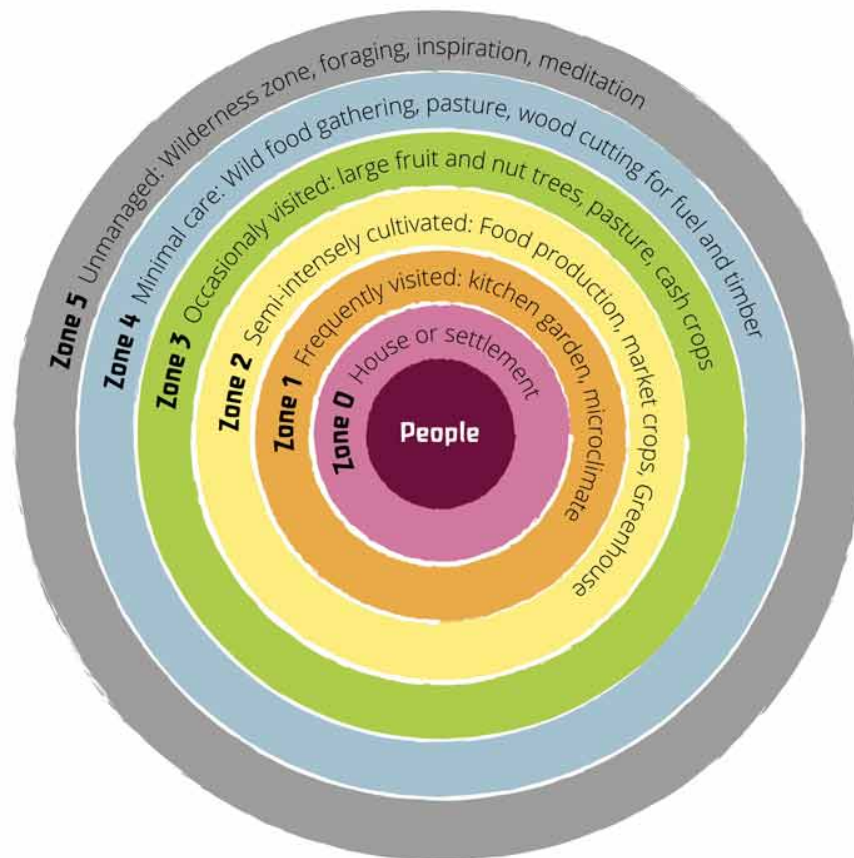 Zone 5 Unmanaged: Wilderness zone, foraging, inspiration, meditation
Zone 4 Minimal care: Wild food gathering, pasture, wood cutting for fuel and timber
Zone 3 Occasionaly visited: large fruit and nut trees, pasture, cash crops
Zone 2 Semi-intensely cultivated: Food production, market crops, Greenhouse
Zone 1 Frequently visited: kitchen garden, microclimate
Zone 0 House or settlement
People